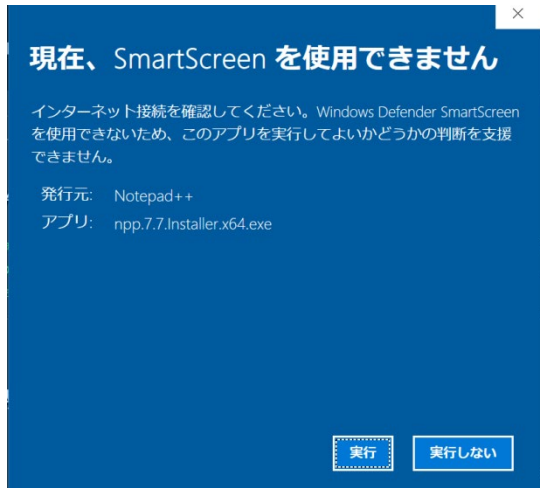 現在、SmartScreen を使用できません
インターネット接続を確認してください。Windows Defender SmartScreen
を使用できないため、このアプリを実行してよいかどうかの判断を支援
できません。
発行元: Notepad++
アプリ: npp.7.7.Installer.x64.exe
実行 実行しない